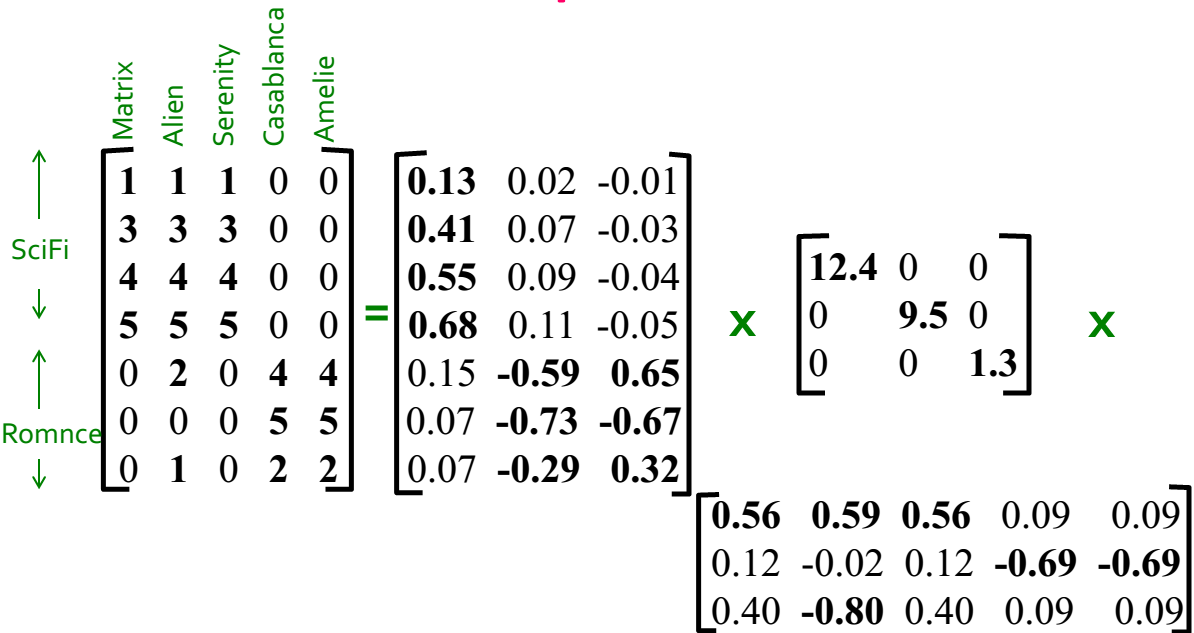 Matrix Alien Serenity Casablanca Amelie
SciFi
Romnce
1 1 1 0 0
3 3 3 0 0
4 4 4 0 0
5 5 5 0 0
0 2 0 4 4
0 0 0 5 5
0 1 0 2 2
=
0.13 0.02 -0.01
0.41 0.07 -0.03
0.55 0.09 -0.04
0.68 0.11 -0.05
0.15 -0.59 0.65
0.07 -0.73 -0.67
0.07 -0.29 0.32
x
12.4 0 0
0 9.5 0
0 0 1.3
x
0.56 0.59 0.56 0.09 0.09
0.12 -0.02 0.12 -0.69 -0.69
0.40 -0.80 0.40 0.09 0.09